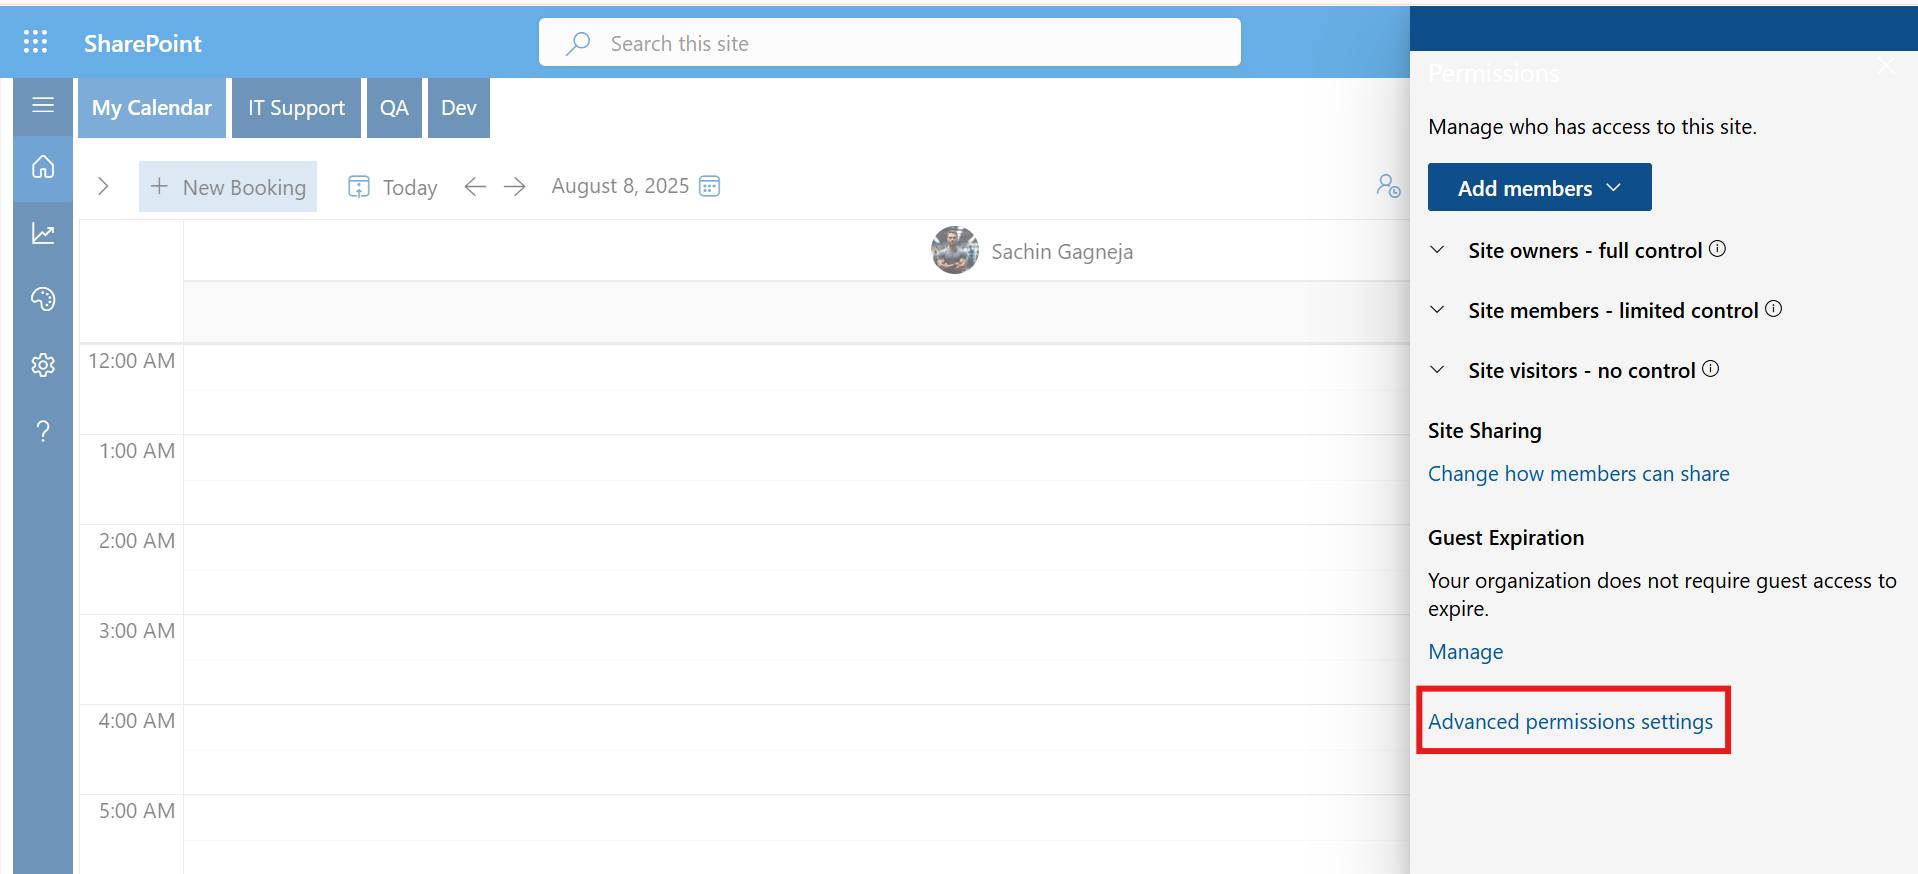 SharePoint
Search this site
My Calendar
IT Support
QA
Dev
New Booking
Today
August 8, 2025
Sachin Gagneja
12:00 AM
1:00 AM
2:00 AM
3:00 AM
4:00 AM
5:00 AM
Permissions
Manage who has access to this site.
Add members
Site owners - full control
Site members - limited control
Site visitors - no control
Site Sharing
Change how members can share
Guest Expiration
Your organization does not require guest access to
expire.
Manage
Advanced permissions settings